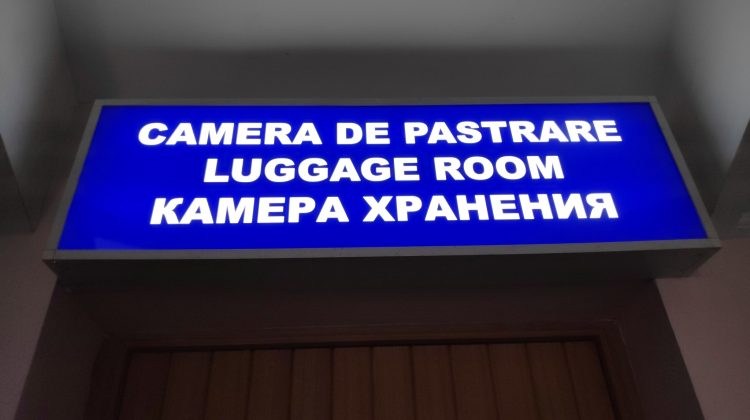 CAMERA DE PASTRARE
LUGGAGE ROOM
КАМЕРА ХРАНЕНИЯ